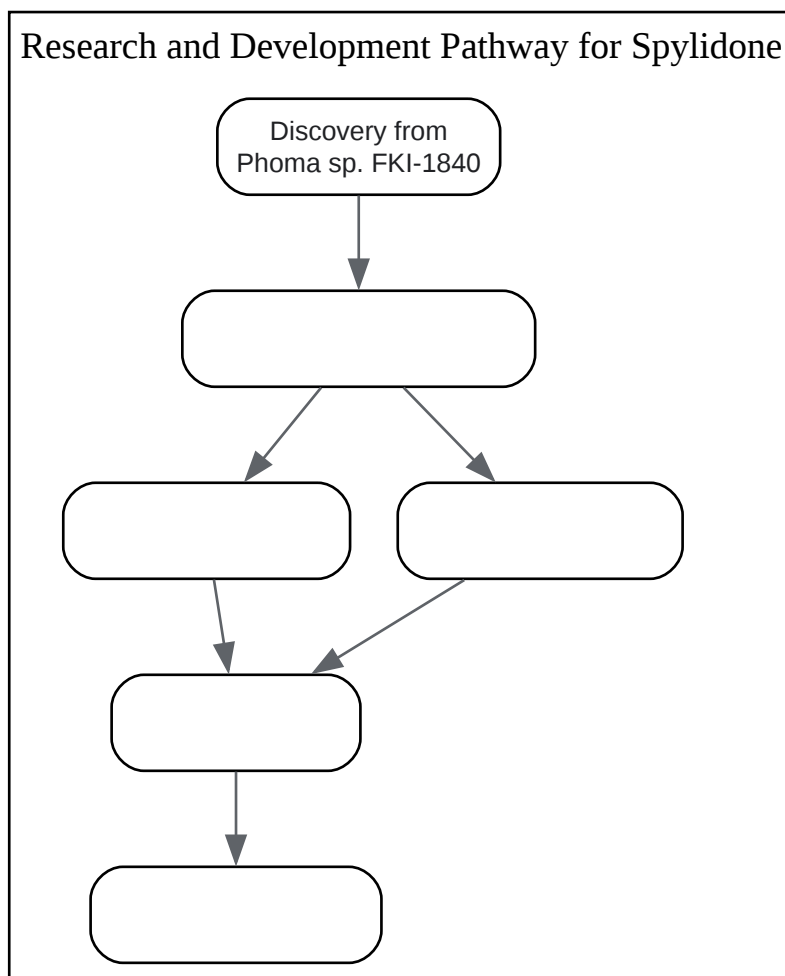 Research and Development Pathway for Spylidone
Discovery from
Phoma sp. FKI-1840